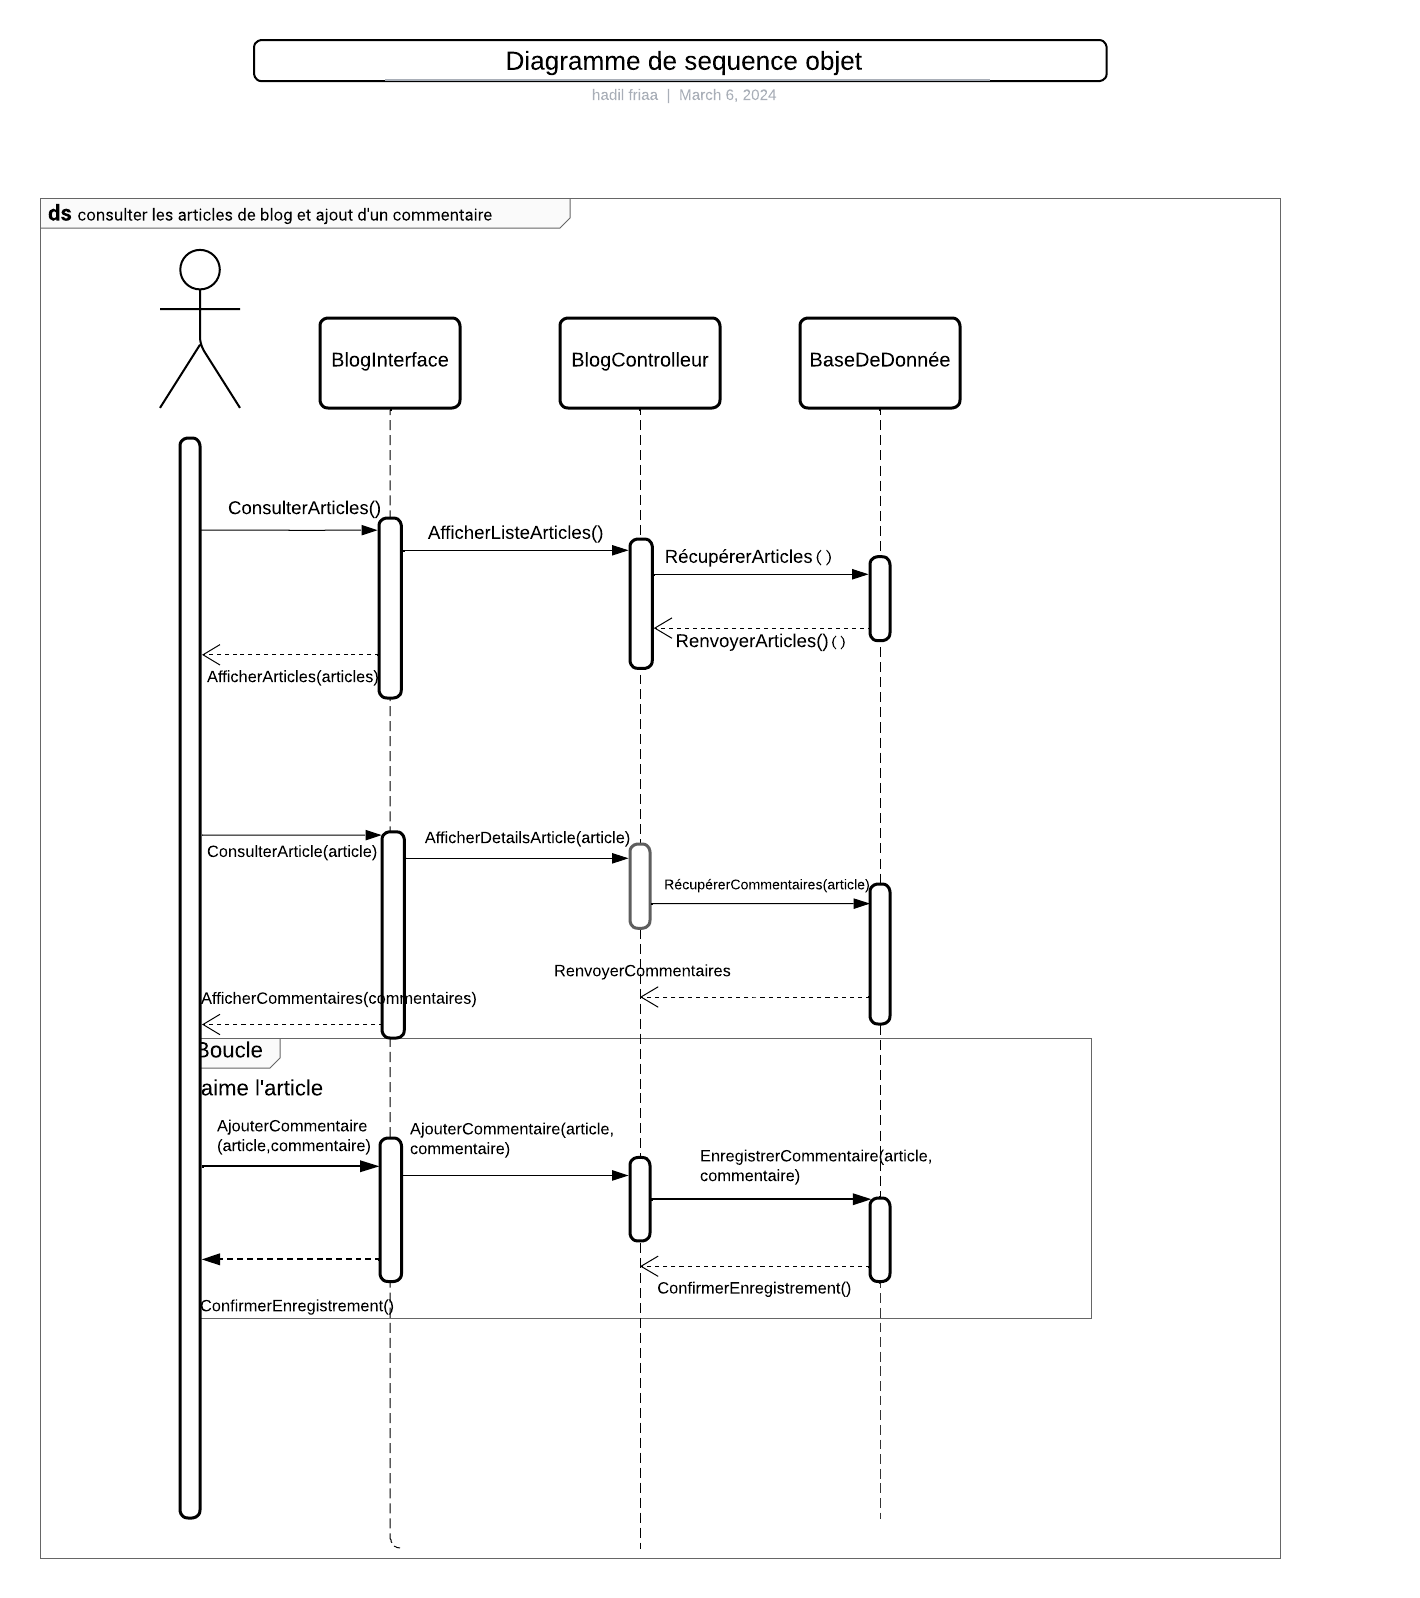 Diagramme de sequence objet
hadil friaa | March 6, 2024
ds consulter les articles de blog et ajout d'un commentaire
BlogInterface
BlogControlleur
BaseDeDonnée
ConsulterArticles()
AfficherListeArticles()
RécupérerArticles()
RenvoyerArticles()()
AfficherArticles(articles)
AfficherDetailsArticle(article)
ConsulterArticle(article)
RécupérerCommentaires(article)
RenvoyerCommentaires
AfficherCommentaires(commentaires)
Boucle
aime l'article
AjouterCommentaire
(article,commentaire)
AjouterCommentaire(article,
commentaire)
EnregistrerCommentaire(article,
commentaire)
ConfirmerEnregistrement()
ConfirmerEnregistrement()